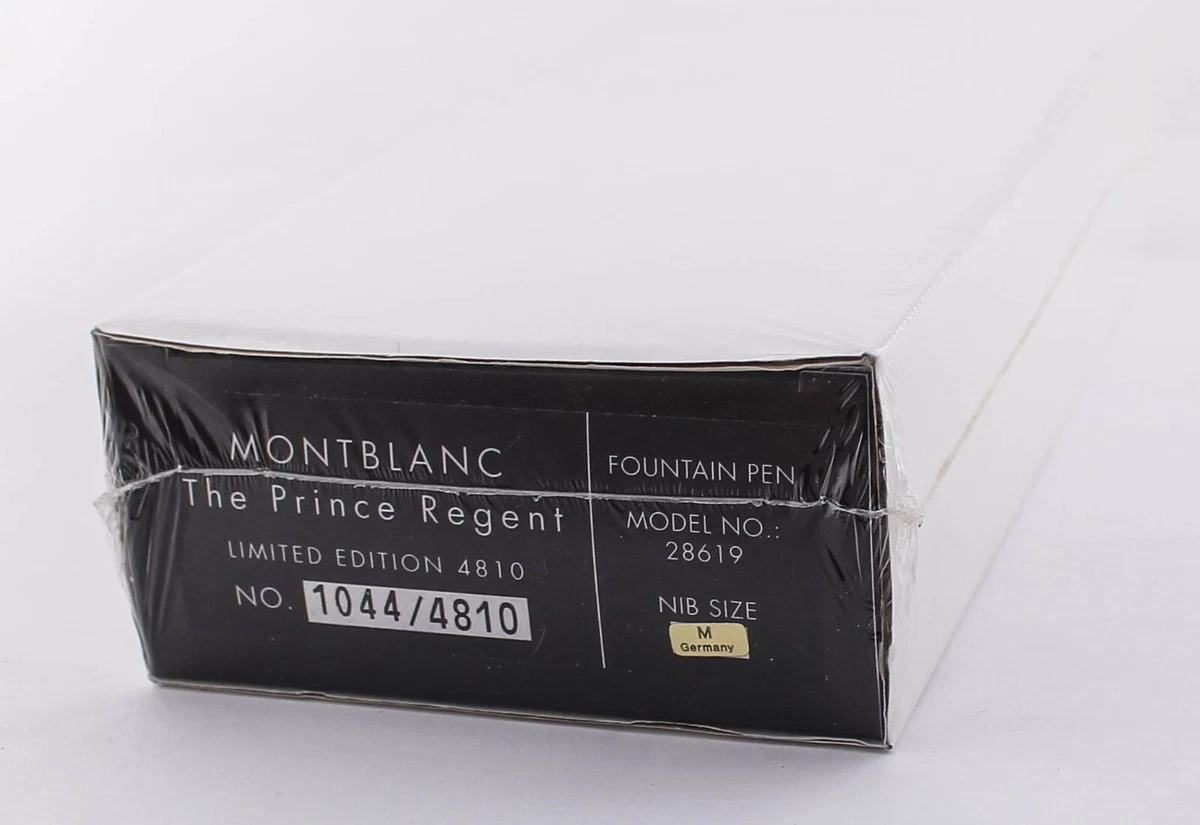 MONTBLANC
The Prince Regent
LIMITED EDITION 4810
NO. 1044/4810
FOUNTAIN PEN
MODEL NO.:
28619
NIB SIZE
M
Germany